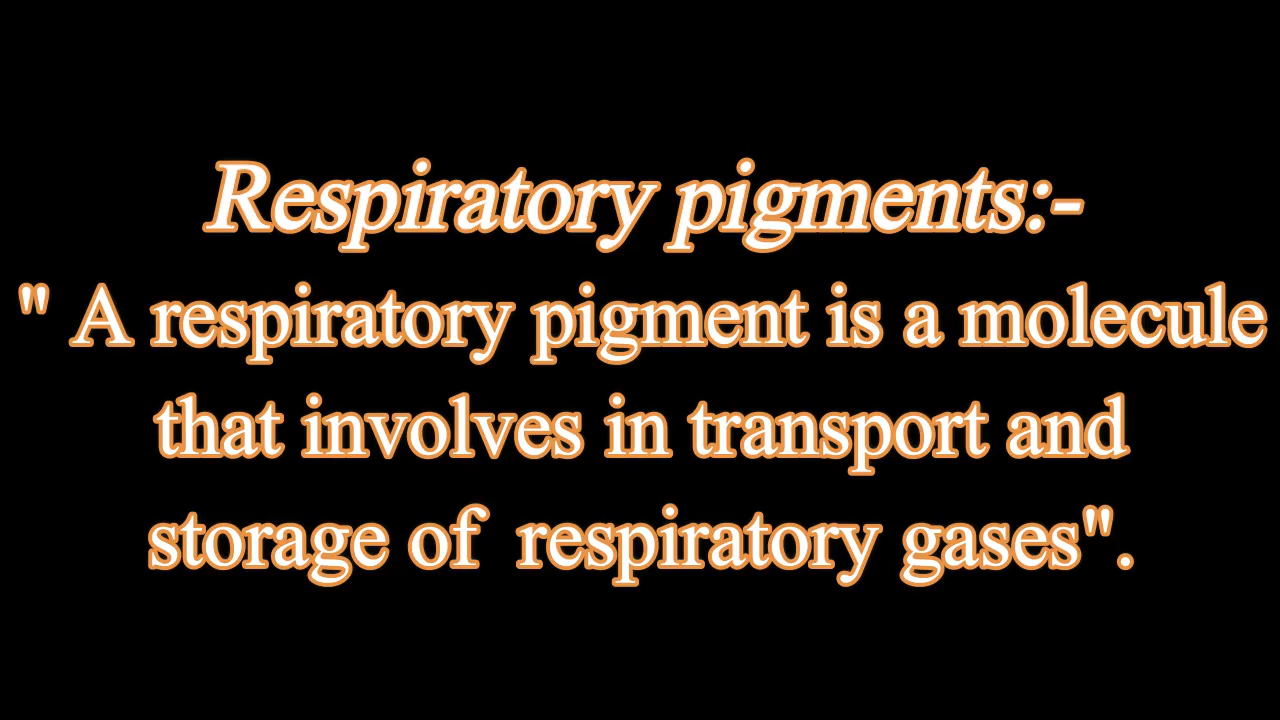 Respiratory pigments:-
" A respiratory pigment is a molecule
that involves in transport and
storage of respiratory gases".